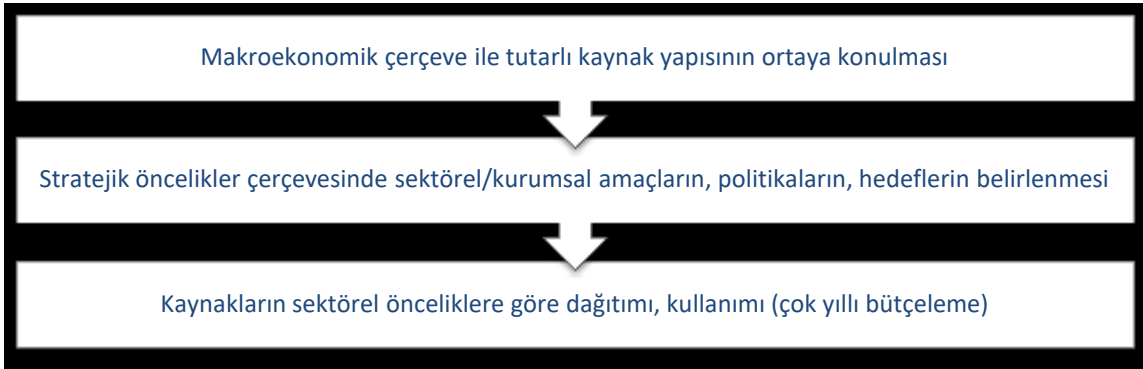 Makroekonomik çerçeve ile tutarlı kaynak yapısının ortaya konulması
Stratejik öncelikler çerçevesinde sektörel/kurumsal amaçların, politikaların, hedeflerin belirlenmesi
Kaynakların sektörel önceliklere göre dağıtımı, kullanımı (çok yıllı bütçeleme)